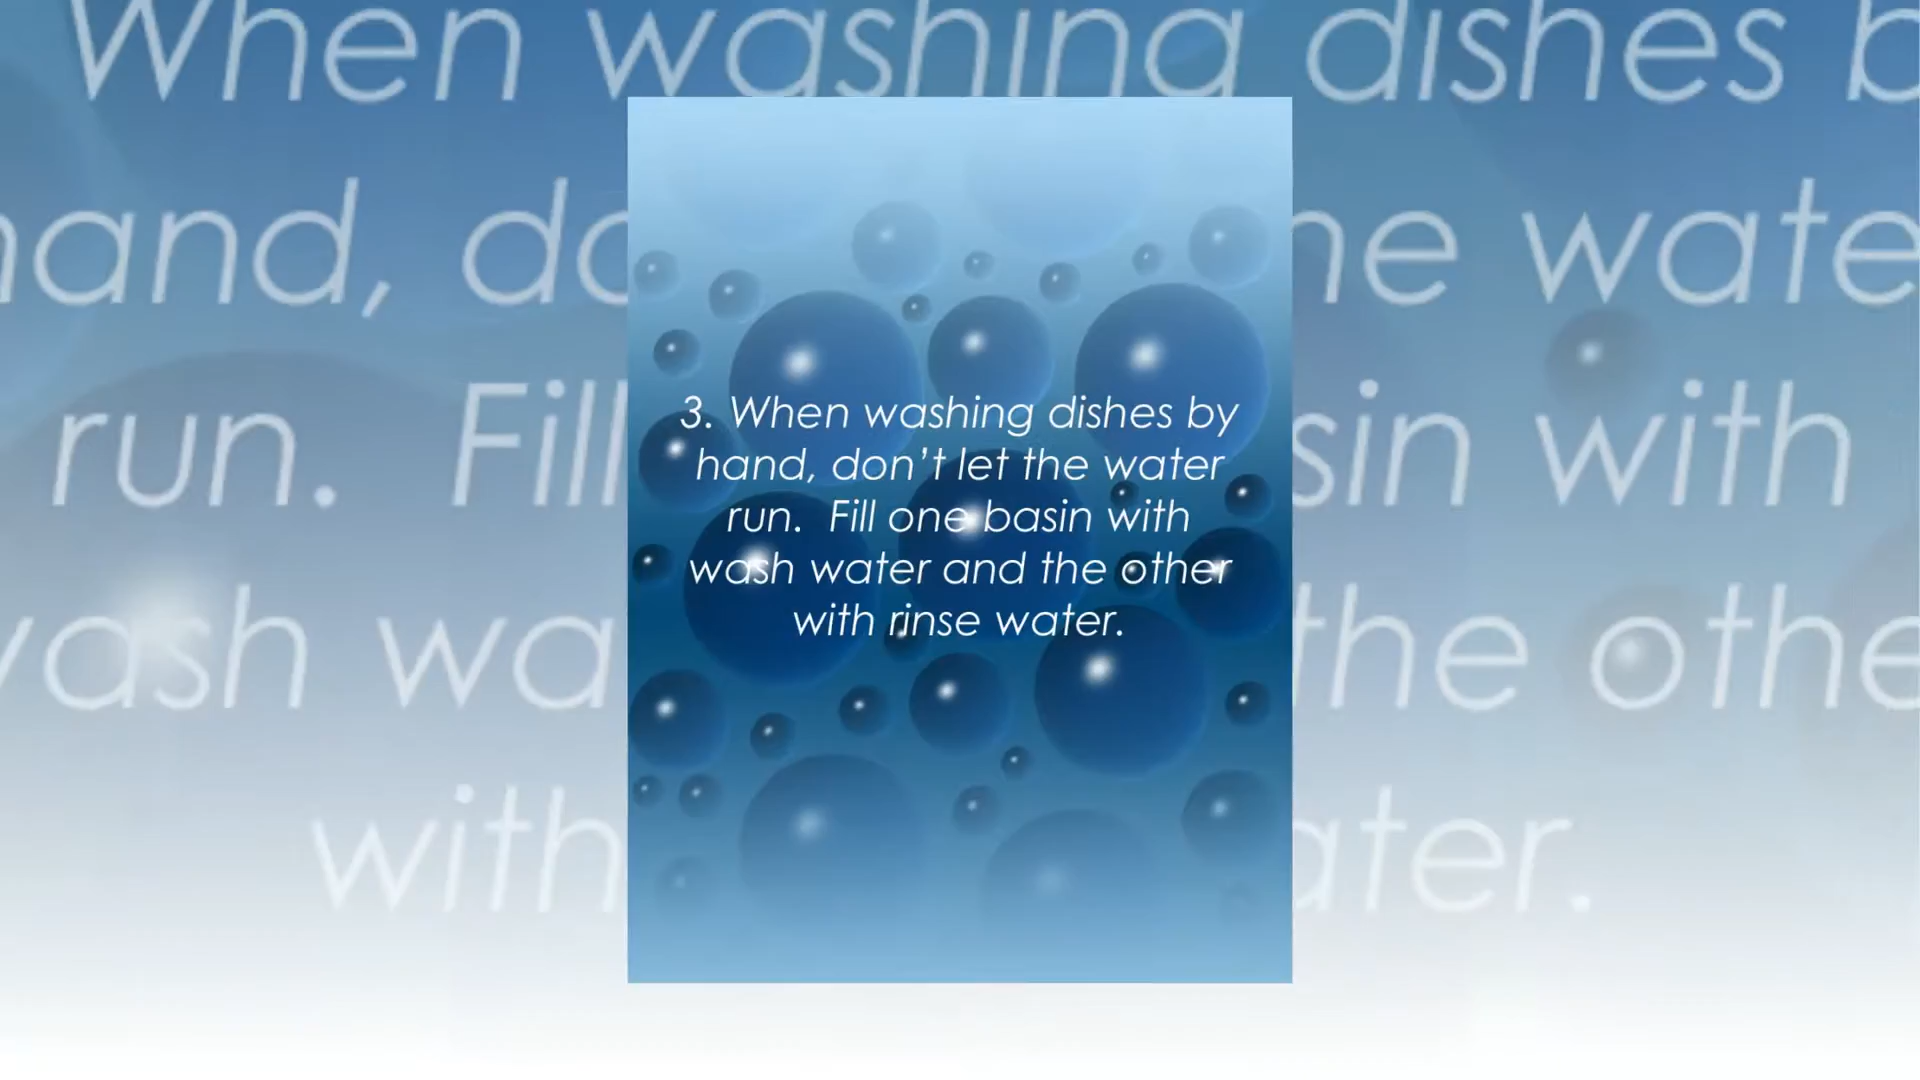 3. When washing dishes by
hand, don’t let the water
run.  Fill one basin with
wash water and the other
with rinse water.